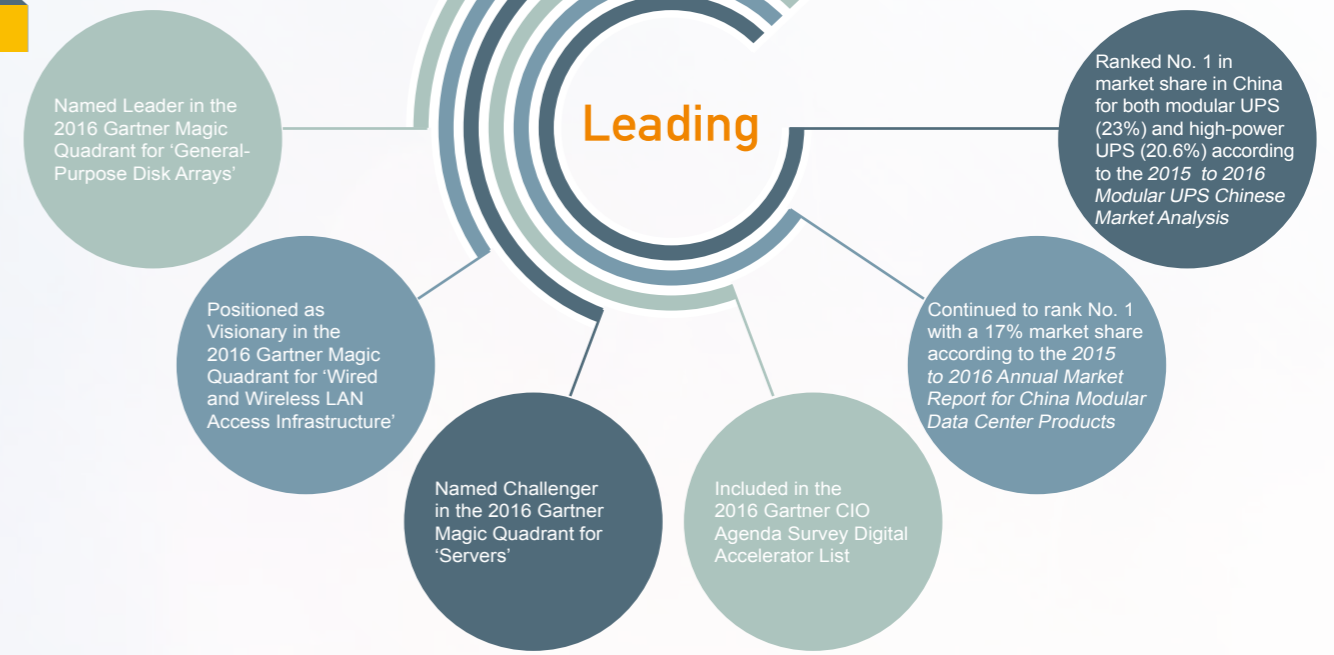 Leading
Named Leader in the
2016 Gartner Magic
Quadrant for ‘General-
Purpose Disk Arrays’
Positioned as
Visionary in the
2016 Gartner Magic
Quadrant for ‘Wired
and Wireless LAN
Access Infrastructure’
Named Challenger
in the 2016 Gartner
Magic Quadrant for
‘Servers’
Included in the
2016 Gartner CIO
Agenda Survey Digital
Accelerator List
Continued to rank No. 1
with a 17% market share
according to the 2015
to 2016 Annual Market
Report for China Modular
Data Center Products
Ranked No. 1 in
market share in China
for both modular UPS
(23%) and high-power
UPS (20.6%) according
to the 2015 to 2016
Modular UPS Chinese
Market Analysis